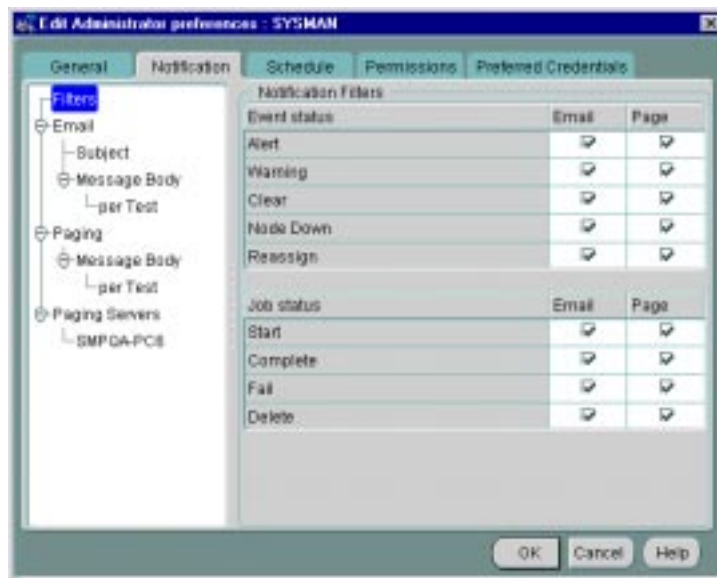 Edit Administrator preferences : SYSMAN
General Notification Schedule Permissions Preferred Credentials
Filters
Email
Subject
Message Body
per Test
Paging
Message Body
per Test
Paging Servers
SMPQA-PC6
Notification Filters
Event status Email Page
Alert
Warning
Clear
Node Down
Reassign
Job status Email Page
Start
Complete
Fail
Delete
OK Cancel Help